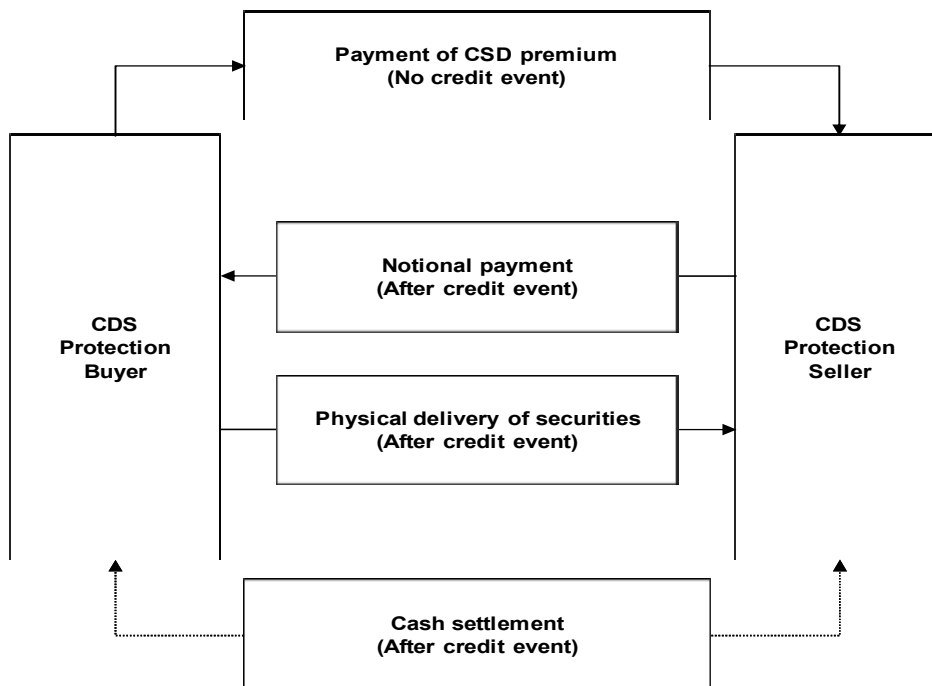 Payment of CSD premium
(No credit event)
Notional payment
(After credit event)
CDS
Protection
Buyer
CDS
Protection
Seller
Physical delivery of securities
(After credit event)
Cash settlement
(After credit event)